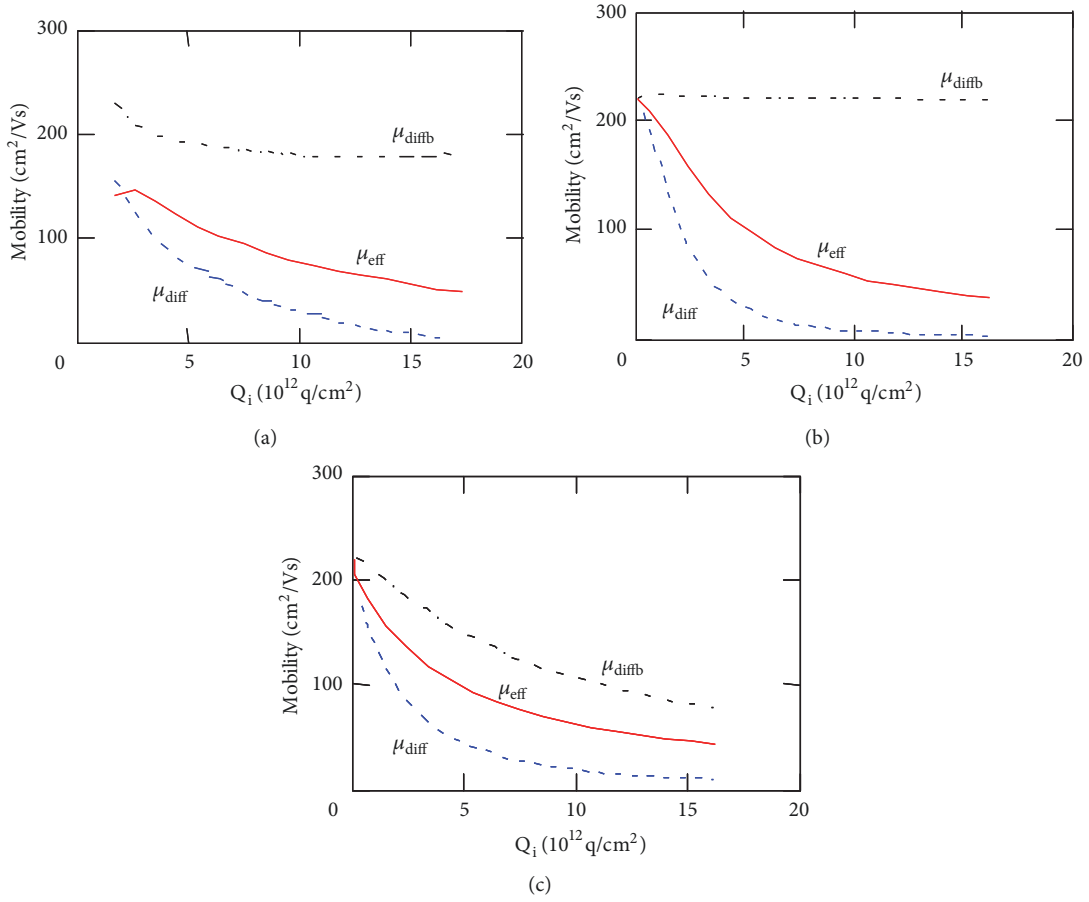 300
200
100
0
5
10
15
20
Mobility (cm²/Vs)
Qᵢ (10¹² q/cm²)
μdiffb
μeff
μdiff
(a)
300
200
100
0
5
10
15
20
Mobility (cm²/Vs)
Qᵢ (10¹² q/cm²)
μdiffb
μeff
μdiff
(b)
300
200
100
0
5
10
15
20
Mobility (cm²/Vs)
Qᵢ (10¹² q/cm²)
μdiffb
μeff
μdiff
(c)